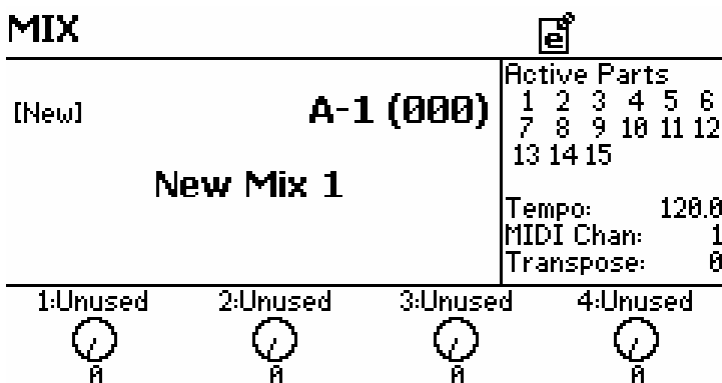 MIX
e
[New]
A-1 (000)
New Mix 1
Active Parts
1 2 3 4 5 6
7 8 9 10 11 12
13 14 15
Tempo: 120.0
MIDI Chan: 1
Transpose: 0
1:Unused 2:Unused 3:Unused 4:Unused
0 0 0 0